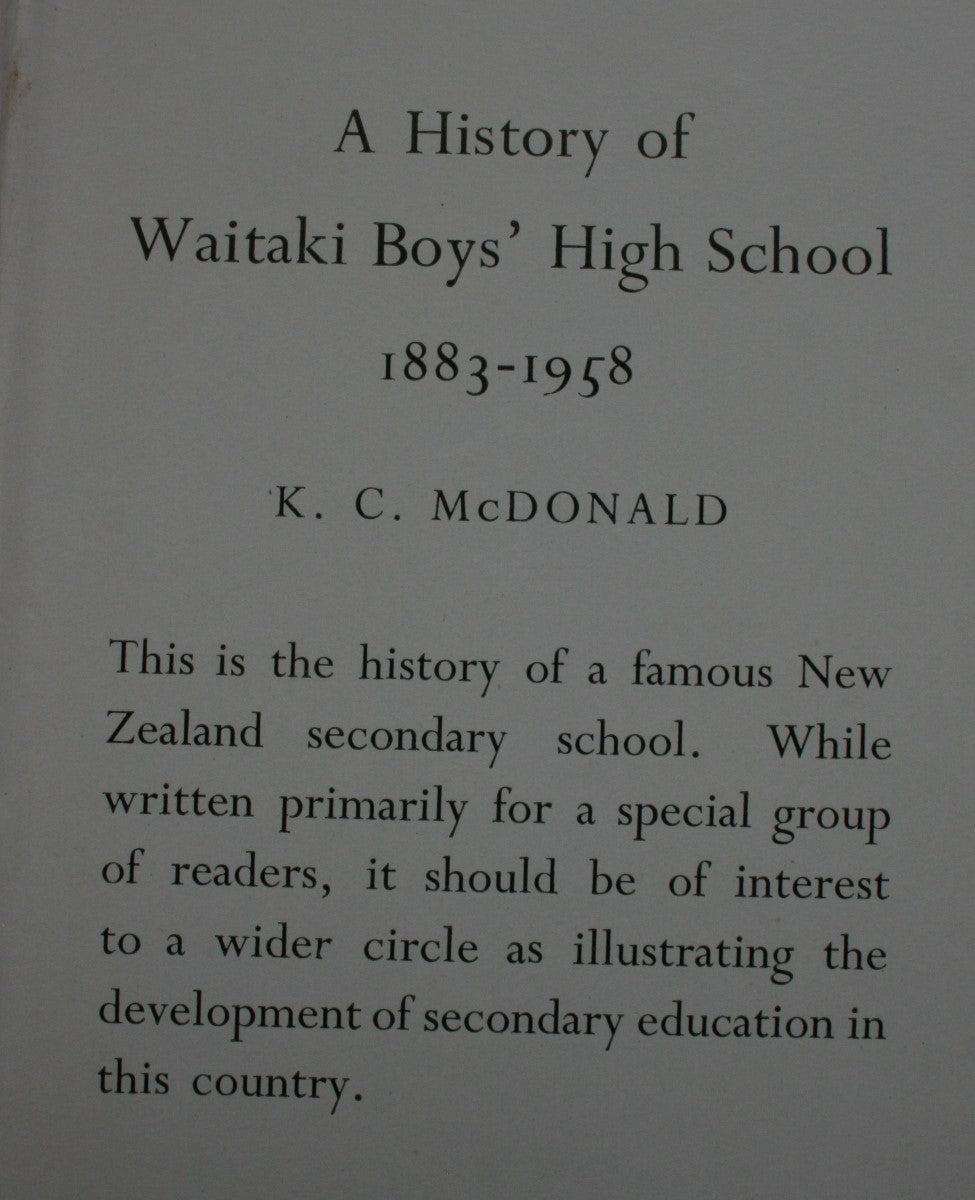 A History of
Waitaki Boys’ High School
1883-1958
K. C. McDONALD
This is the history of a famous New
Zealand secondary school. While
written primarily for a special group
of readers, it should be of interest
to a wider circle as illustrating the
development of secondary education in
this country.